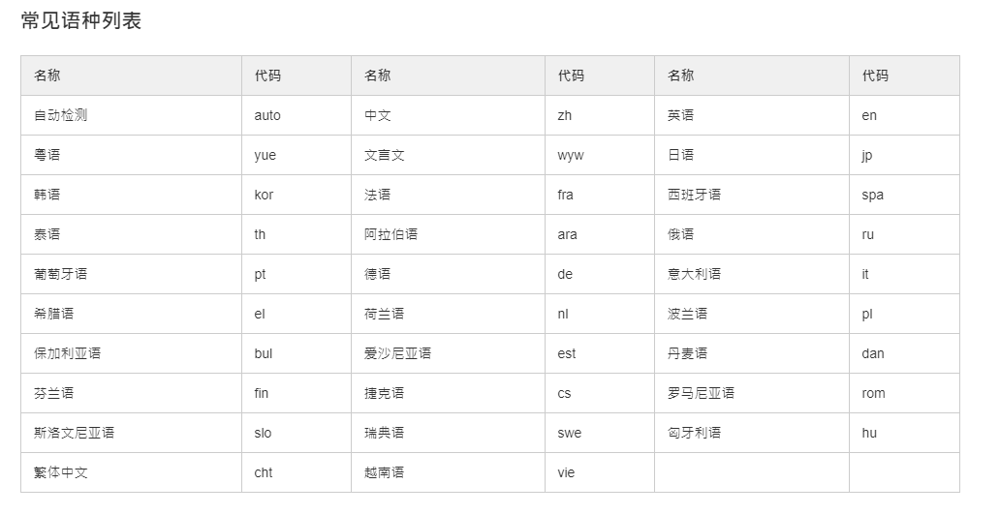 常见语种列表
名称 代码 名称 代码 名称 代码
自动检测 auto 中文 zh 英语 en
粤语 yue 文言文 wyw 日语 jp
韩语 kor 法语 fra 西班牙语 spa
泰语 th 阿拉伯语 ara 俄语 ru
葡萄牙语 pt 德语 de 意大利语 it
希腊语 el 荷兰语 nl 波兰语 pl
保加利亚语 bul 爱沙尼亚语 est 丹麦语 dan
芬兰语 fin 捷克语 cs 罗马尼亚语 rom
斯洛文尼亚语 slo 瑞典语 swe 匈牙利语 hu
繁体中文 cht 越南语 vie